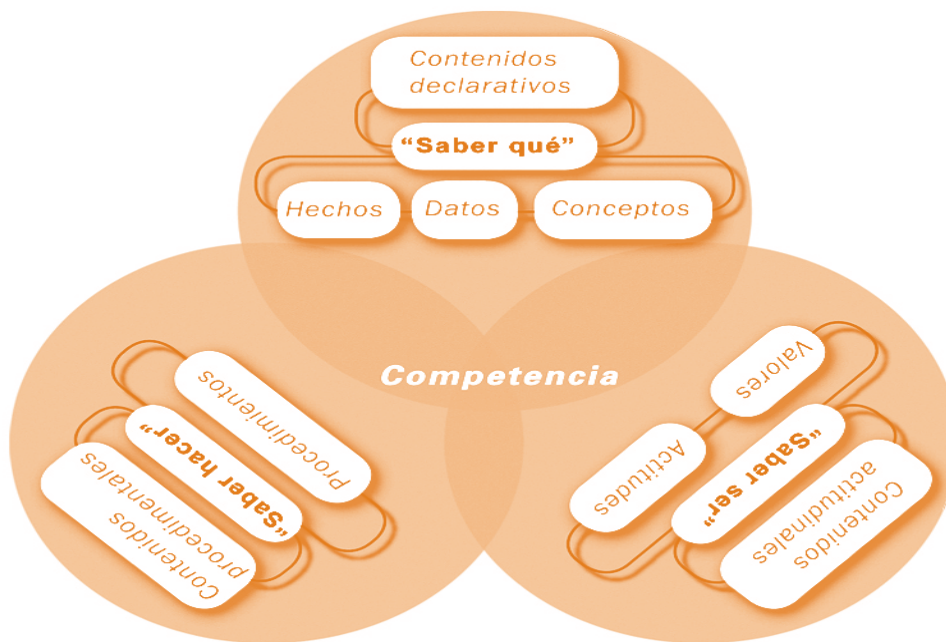 Contenidos
declarativos
“Saber qué”
Hechos
Datos
Conceptos
Competencia
Procedimientos
“Saber hacer”
Contenidos
procedimentales
Valores
Actitudes
“Saber ser”
Contenidos
actitudinales